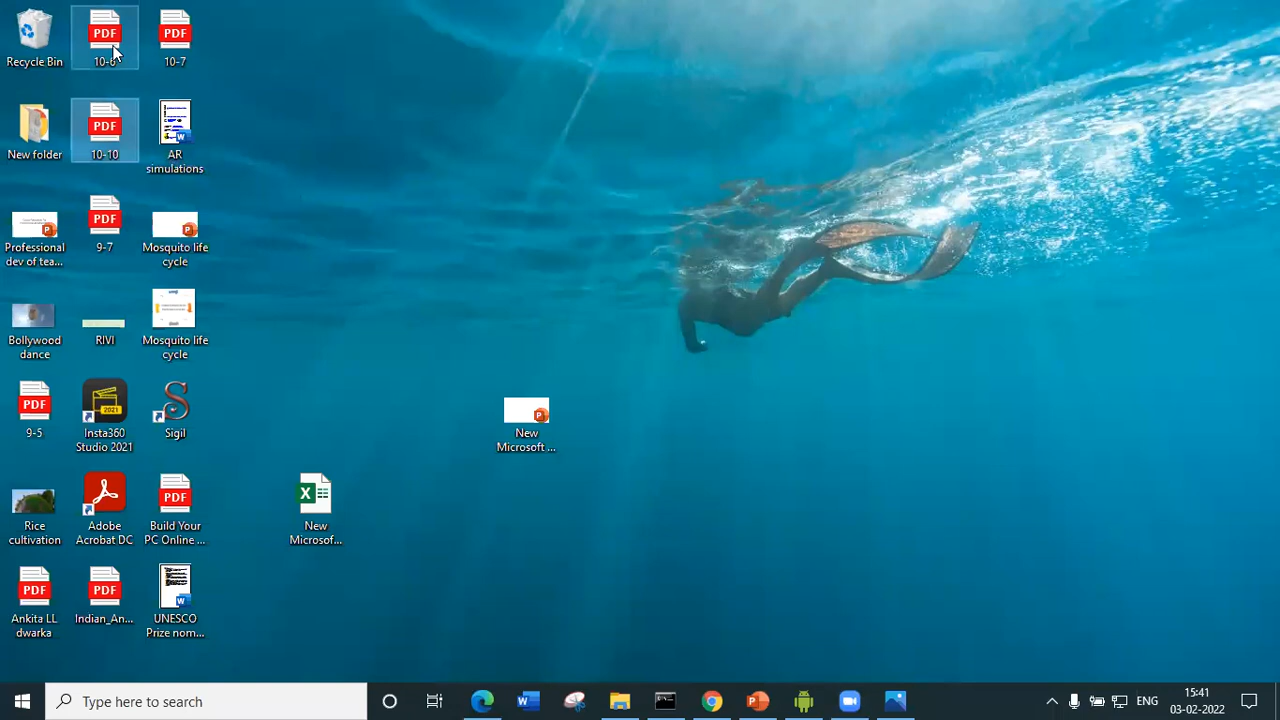 Recycle Bin
PDF
10-6
PDF
10-7
New folder
PDF
10-10
AR
simulations
Professional
dev of tea...
PDF
9-7
Mosquito life
cycle
Bollywood
dance
RIVI
Mosquito life
cycle
PDF
9-5
2021
Insta360
Studio 2021
Sigil
New
Microsoft ...
Rice
cultivation
Adobe
Acrobat DC
PDF
Build Your
PC Online ...
New
Microsof...
PDF
Ankita LL
dwarka
PDF
Indian_An...
UNESCO
Prize nom...
Type here to search
ENG
15:41
03-02-2022